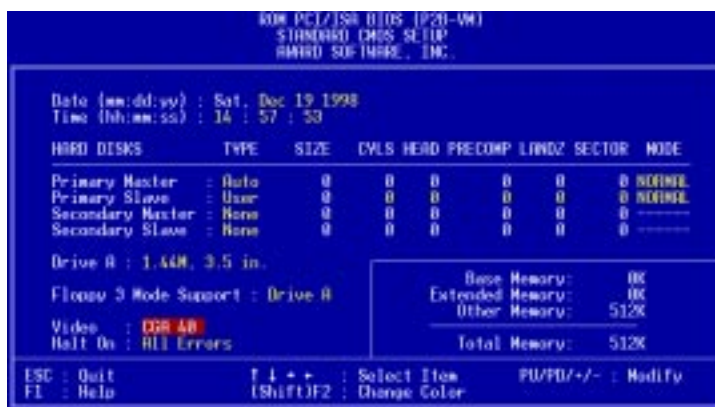 ROM PCI/ISA BIOS (P2B-VM)
STANDARD CMOS SETUP
AWARD SOFTWARE, INC.
Date (mm:dd:yy) : Sat, Dec 19 1998
Time (hh:mm:ss) : 14 : 57 : 53
HARD DISKS TYPE SIZE CYLS HEAD PRECOMP LANDZ SECTOR MODE
Primary Master : Auto 0 0 0 0 0 0 NORMAL
Primary Slave : User 0 0 0 0 0 0 NORMAL
Secondary Master : None 0 0 0 0 0 0 ------
Secondary Slave : None 0 0 0 0 0 0 ------
Drive A : 1.44M, 3.5 in.
Floppy 3 Mode Support : Drive A
Video : CGA 40
Halt On : All Errors
Base Memory: 0K
Extended Memory: 0K
Other Memory: 512K
Total Memory: 512K
ESC : Quit ↑ ↓ → ← : Select Item PU/PD/+/- : Modify
F1 : Help (Shift)F2 : Change Color